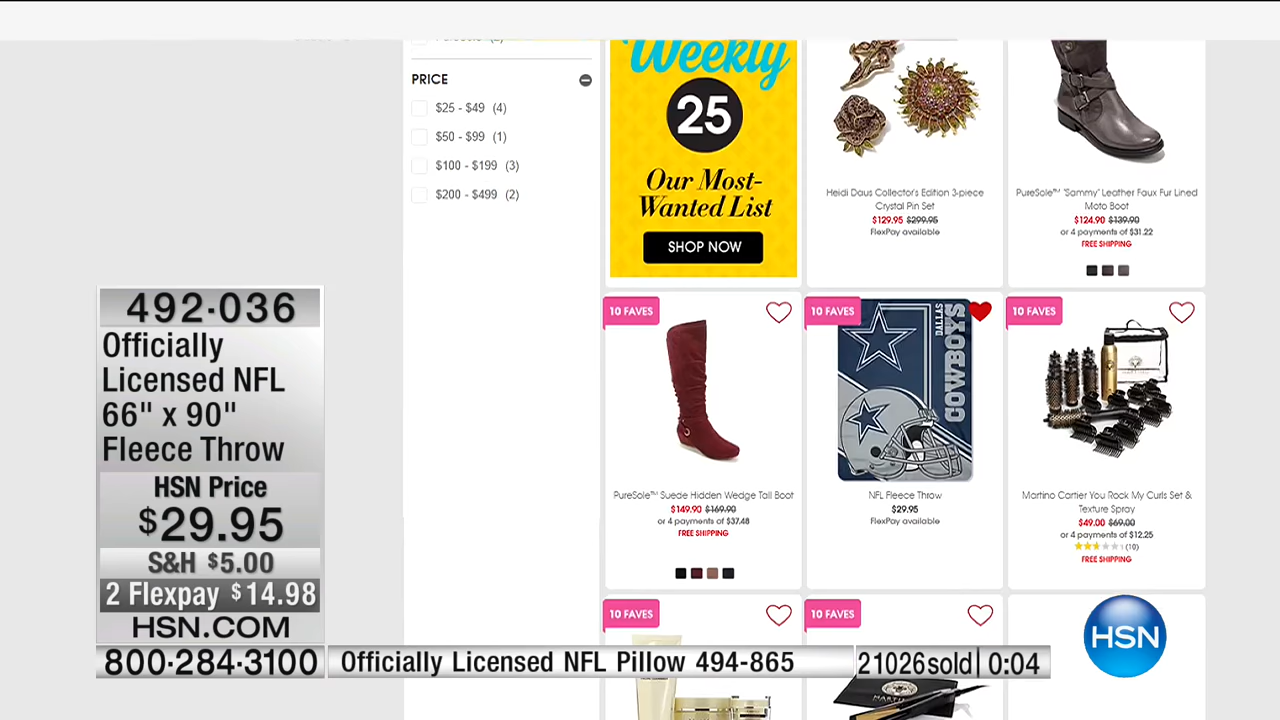 PRICE
$25 - $49 (4)
$50 - $99 (1)
$100 - $199 (3)
$200 - $499 (2)
Weekly
25
Our Most-
Wanted List
SHOP NOW
Heidi Daus Collector's Edition 3-piece
Crystal Pin Set
$129.95 $299.95
FlexPay available
PureSole™ "Sammy" Leather Faux Fur Lined
Moto Boot
$124.90 $139.90
or 4 payments of $31.22
FREE SHIPPING
10 FAVES
PureSole™ Suede Hidden Wedge Tall Boot
$149.90 $169.90
or 4 payments of $37.48
FREE SHIPPING
10 FAVES
DALLAS
COWBOYS
NFL Fleece Throw
$29.95
FlexPay available
10 FAVES
Martino Cartier You Rock My Curls Set &
Texture Spray
$49.00 $69.00
or 4 payments of $12.25
(10)
FREE SHIPPING
10 FAVES
10 FAVES
492·036
Officially
Licensed NFL
66" x 90"
Fleece Throw
HSN Price
$29.95
S&H $5.00
2 Flexpay $14.98
HSN.COM
800·284·3100
Officially Licensed NFL Pillow 494-865
21026sold
0:04
HSN